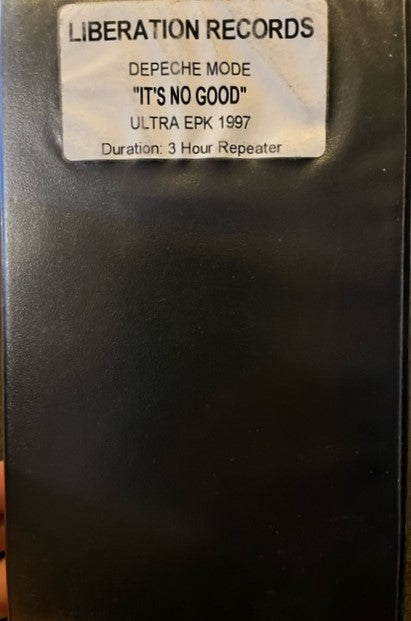 LIBERATION RECORDS
DEPECHE MODE
"IT'S NO GOOD"
ULTRA EPK 1997
Duration: 3 Hour Repeater